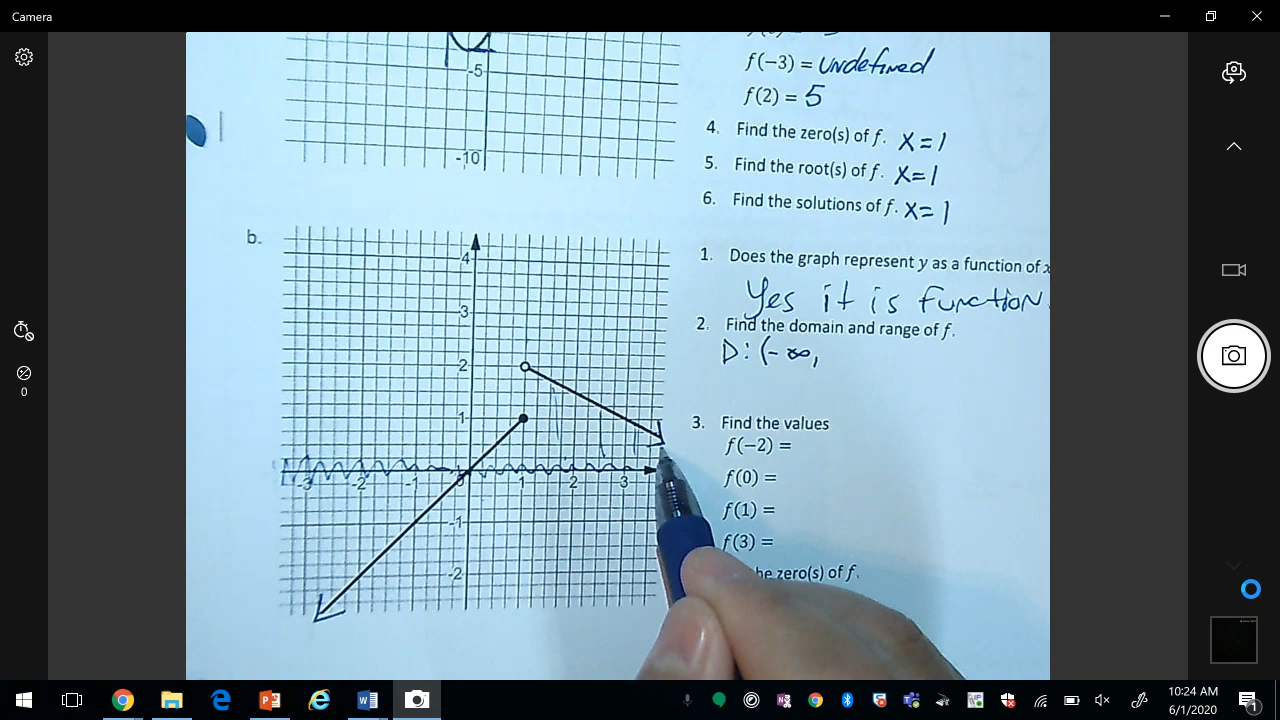 Camera
f(−3) = undefined
-5
f(2) = 5
4. Find the zero(s) of f. x=1
-10
5. Find the root(s) of f. x=1
6. Find the solutions of f. x=1
b.
4
1. Does the graph represent y as a function of x
3
Yes it is function.
2. Find the domain and range of f.
2
D: (-∞,
1
3. Find the values
f(−2) =
-3 -2 -1 0 1 2 3
f(0) =
-1
f(1) =
f(3) =
-2
he zero(s) of f.
0
10:24 AM
6/1/2020